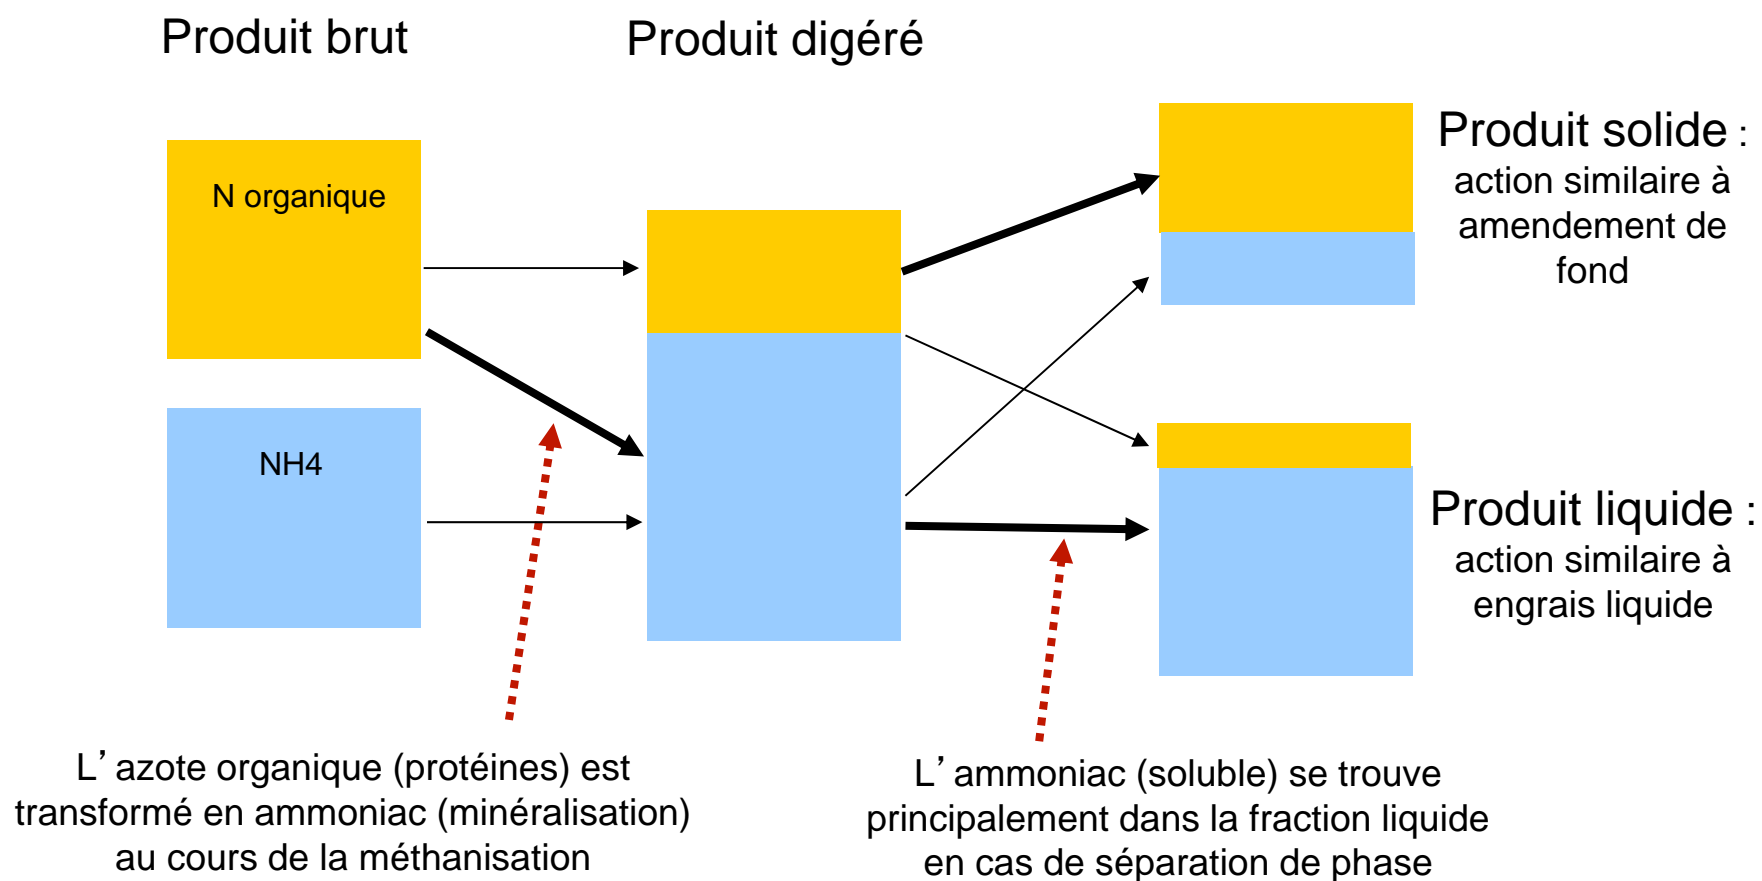 Produit brut
Produit digéré
N organique
NH4
Produit solide :
action similaire à
amendement de
fond
Produit liquide :
action similaire à
engrais liquide
L’ azote organique (protéines) est
transformé en ammoniac (minéralisation)
au cours de la méthanisation
L’ ammoniac (soluble) se trouve
principalement dans la fraction liquide
en cas de séparation de phase